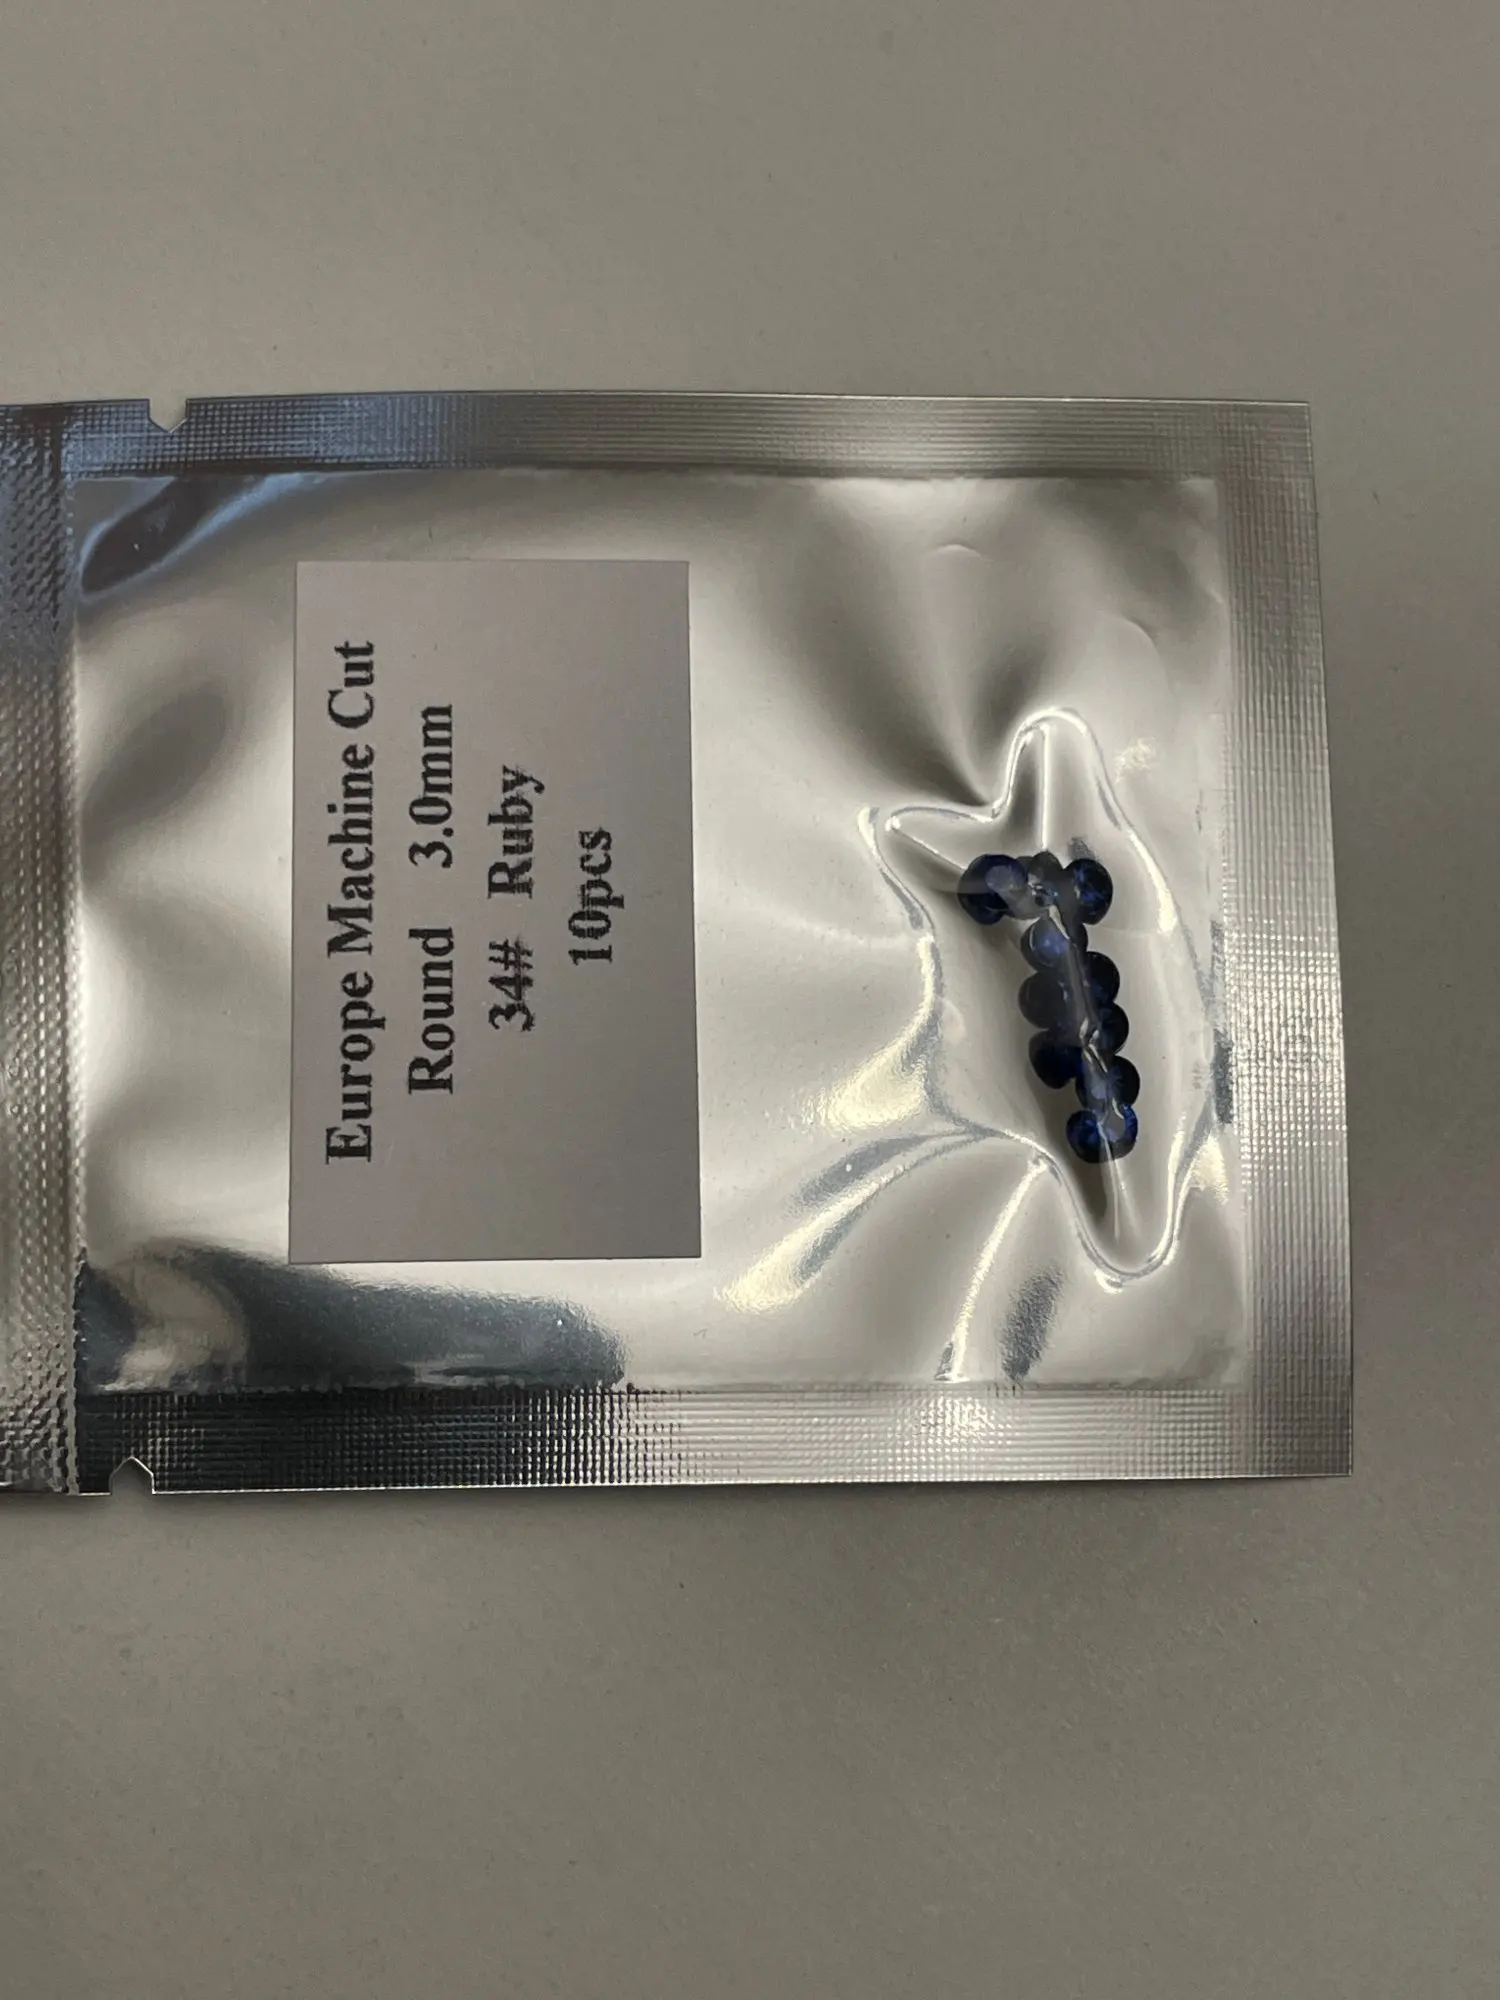 Europe Machine Cut
Round 3.0mm
34# Ruby
10pcs